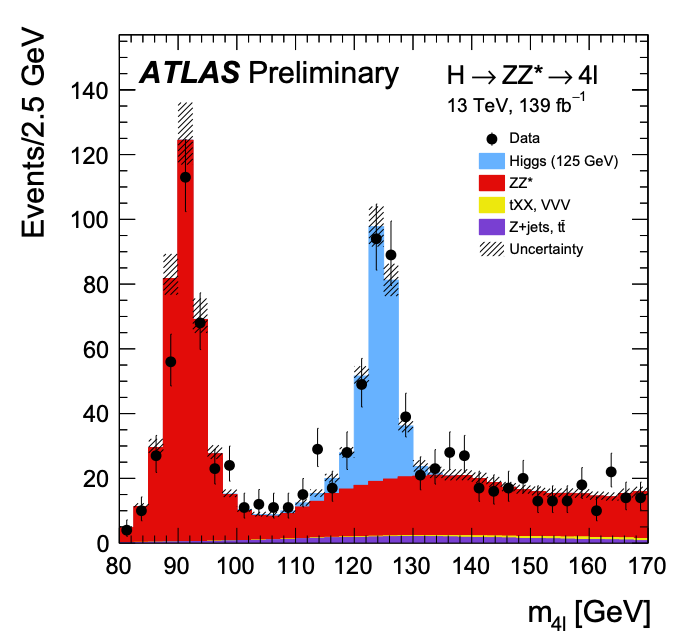 ATLAS Preliminary
H → ZZ* → 4l
13 TeV, 139 fb⁻¹
Data
Higgs (125 GeV)
ZZ*
tXX, VVV
Z+jets, tt̄
Uncertainty
Events/2.5 GeV
140
120
100
80
60
40
20
0
80 90 100 110 120 130 140 150 160 170
m₄ₗ [GeV]